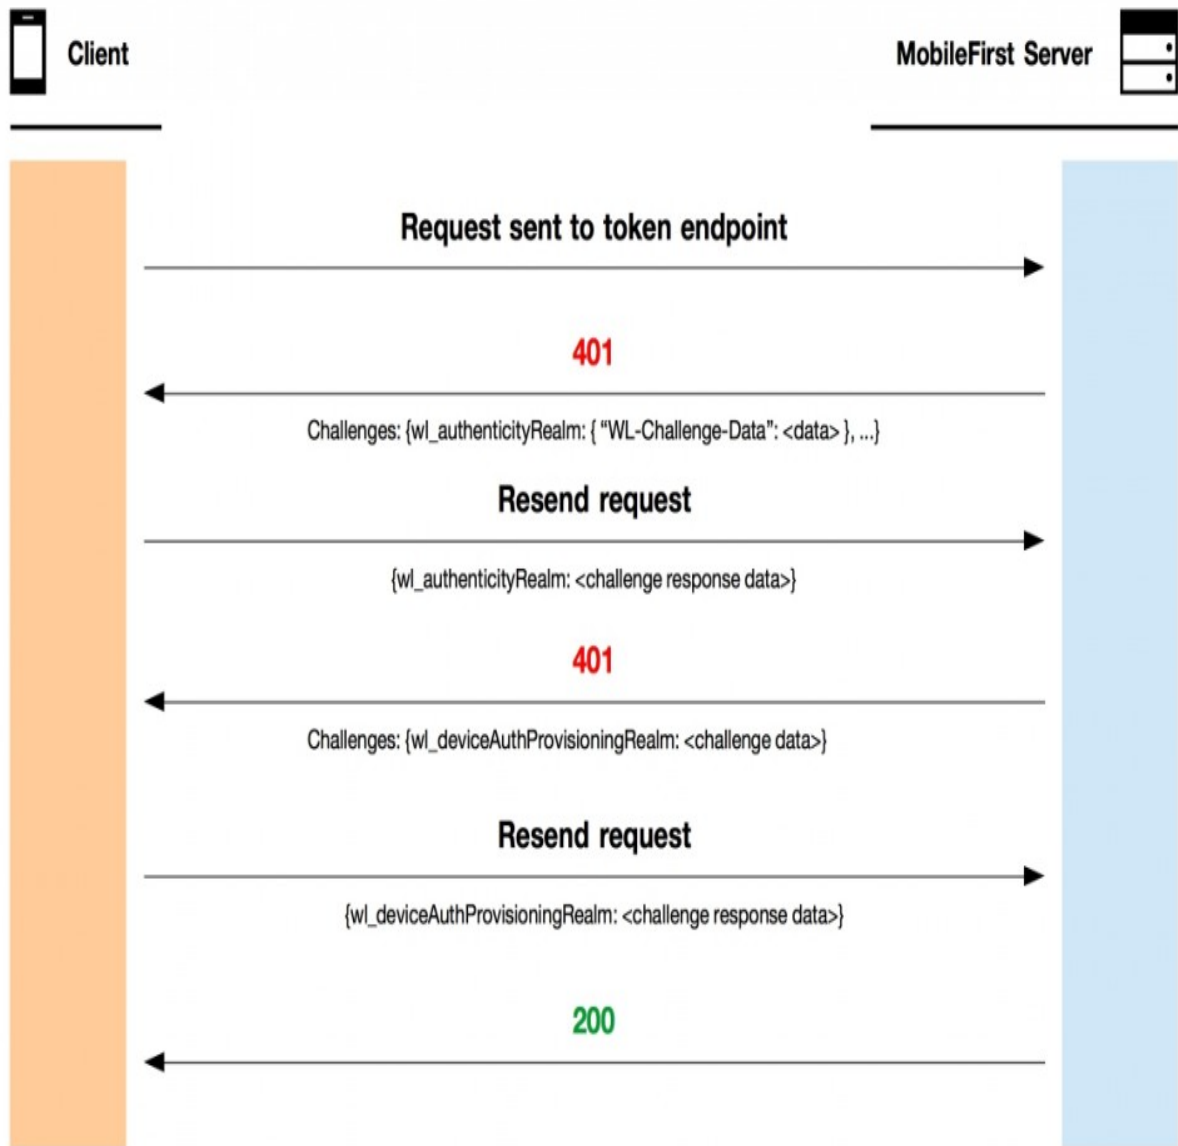 Client
MobileFirst Server
Request sent to token endpoint
401
Challenges: {wl_authenticityRealm: { “WL-Challenge-Data”: <data> }, ...}
Resend request
{wl_authenticityRealm: <challenge response data>}
401
Challenges: {wl_deviceAuthProvisioningRealm: <challenge data>}
Resend request
{wl_deviceAuthProvisioningRealm: <challenge response data>}
200